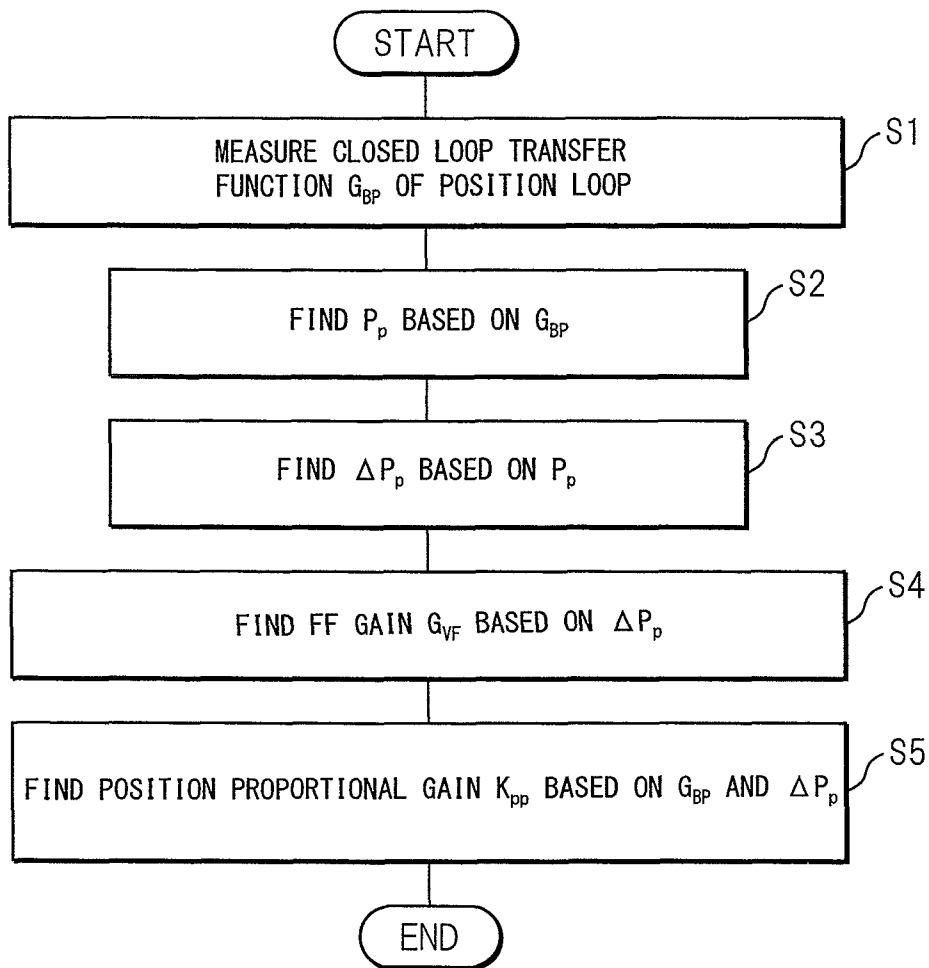 START
S1
MEASURE CLOSED LOOP TRANSFER
FUNCTION G_BP OF POSITION LOOP
S2
FIND P_p BASED ON G_BP
S3
FIND ΔP_p BASED ON P_p
S4
FIND FF GAIN G_VF BASED ON ΔP_p
S5
FIND POSITION PROPORTIONAL GAIN K_pp BASED ON G_BP AND ΔP_p
END